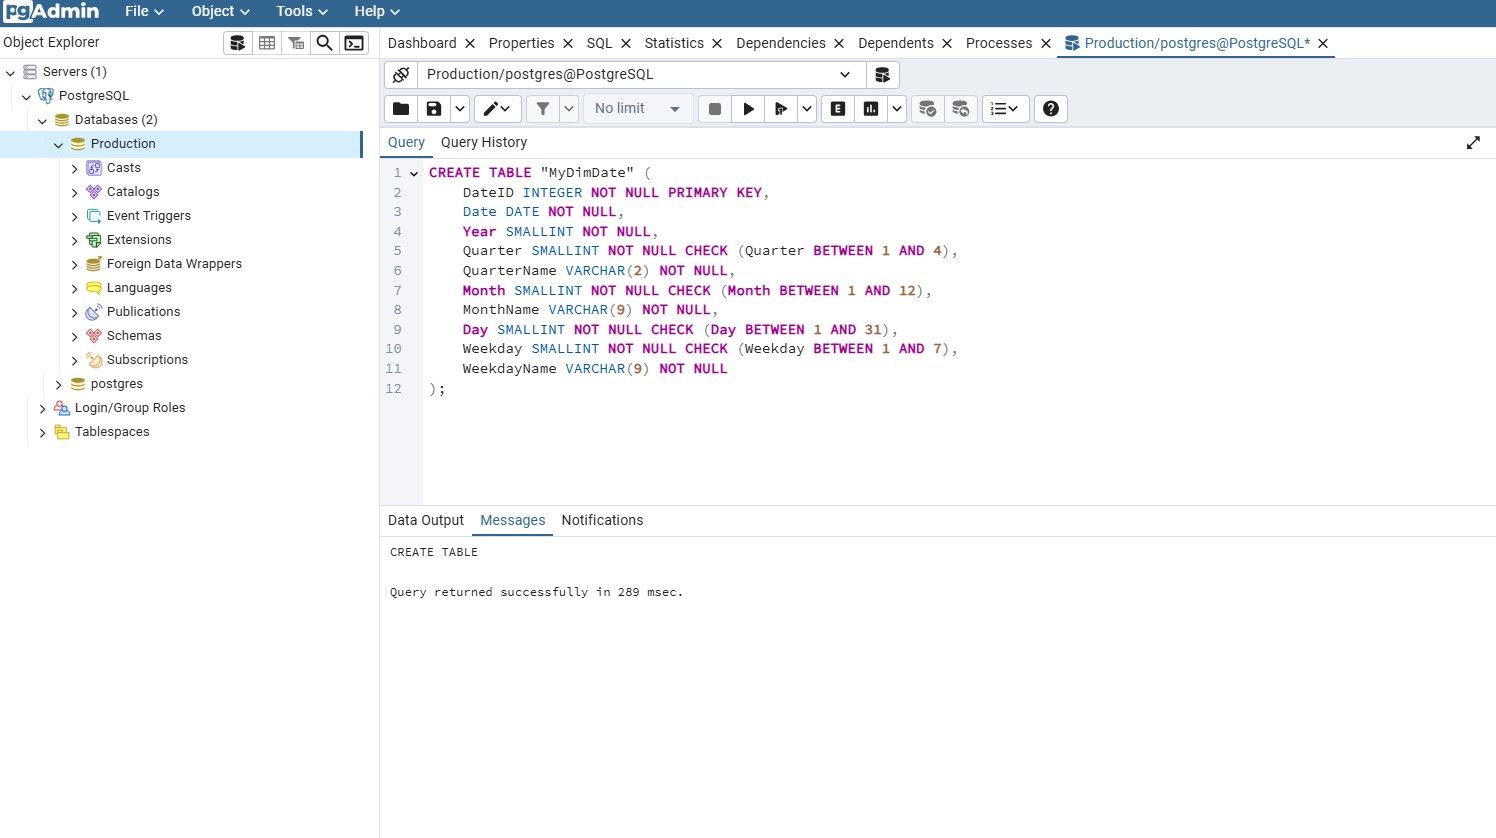 pgAdmin File Object Tools Help
Object Explorer
Servers (1)
PostgreSQL
Databases (2)
Production
Casts
Catalogs
Event Triggers
Extensions
Foreign Data Wrappers
Languages
Publications
Schemas
Subscriptions
postgres
Login/Group Roles
Tablespaces
Dashboard Properties SQL Statistics Dependencies Dependents Processes Production/postgres@PostgreSQL*
Production/postgres@PostgreSQL
No limit E
Query Query History
1 CREATE TABLE "MyDimDate" (
2 DateID INTEGER NOT NULL PRIMARY KEY,
3 Date DATE NOT NULL,
4 Year SMALLINT NOT NULL,
5 Quarter SMALLINT NOT NULL CHECK (Quarter BETWEEN 1 AND 4),
6 QuarterName VARCHAR(2) NOT NULL,
7 Month SMALLINT NOT NULL CHECK (Month BETWEEN 1 AND 12),
8 MonthName VARCHAR(9) NOT NULL,
9 Day SMALLINT NOT NULL CHECK (Day BETWEEN 1 AND 31),
10 Weekday SMALLINT NOT NULL CHECK (Weekday BETWEEN 1 AND 7),
11 WeekdayName VARCHAR(9) NOT NULL
12 );
Data Output Messages Notifications
CREATE TABLE
Query returned successfully in 289 msec.